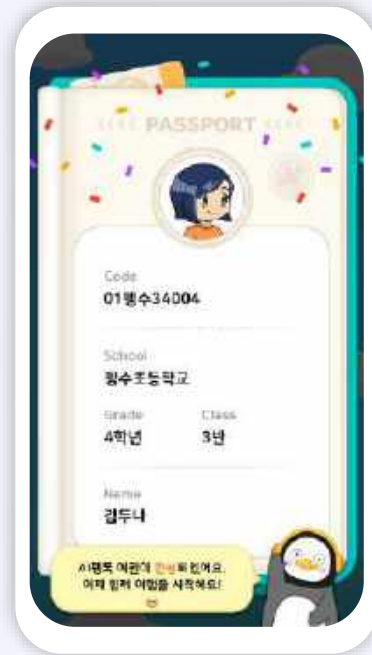 PASSPORT
Code
01펭수34004
School
펭수초등학교
Grade Class
4학년 3반
Name
김두나
AI펭톡 여권이 완성되었어요.
이제 함께 여행을 시작해요!